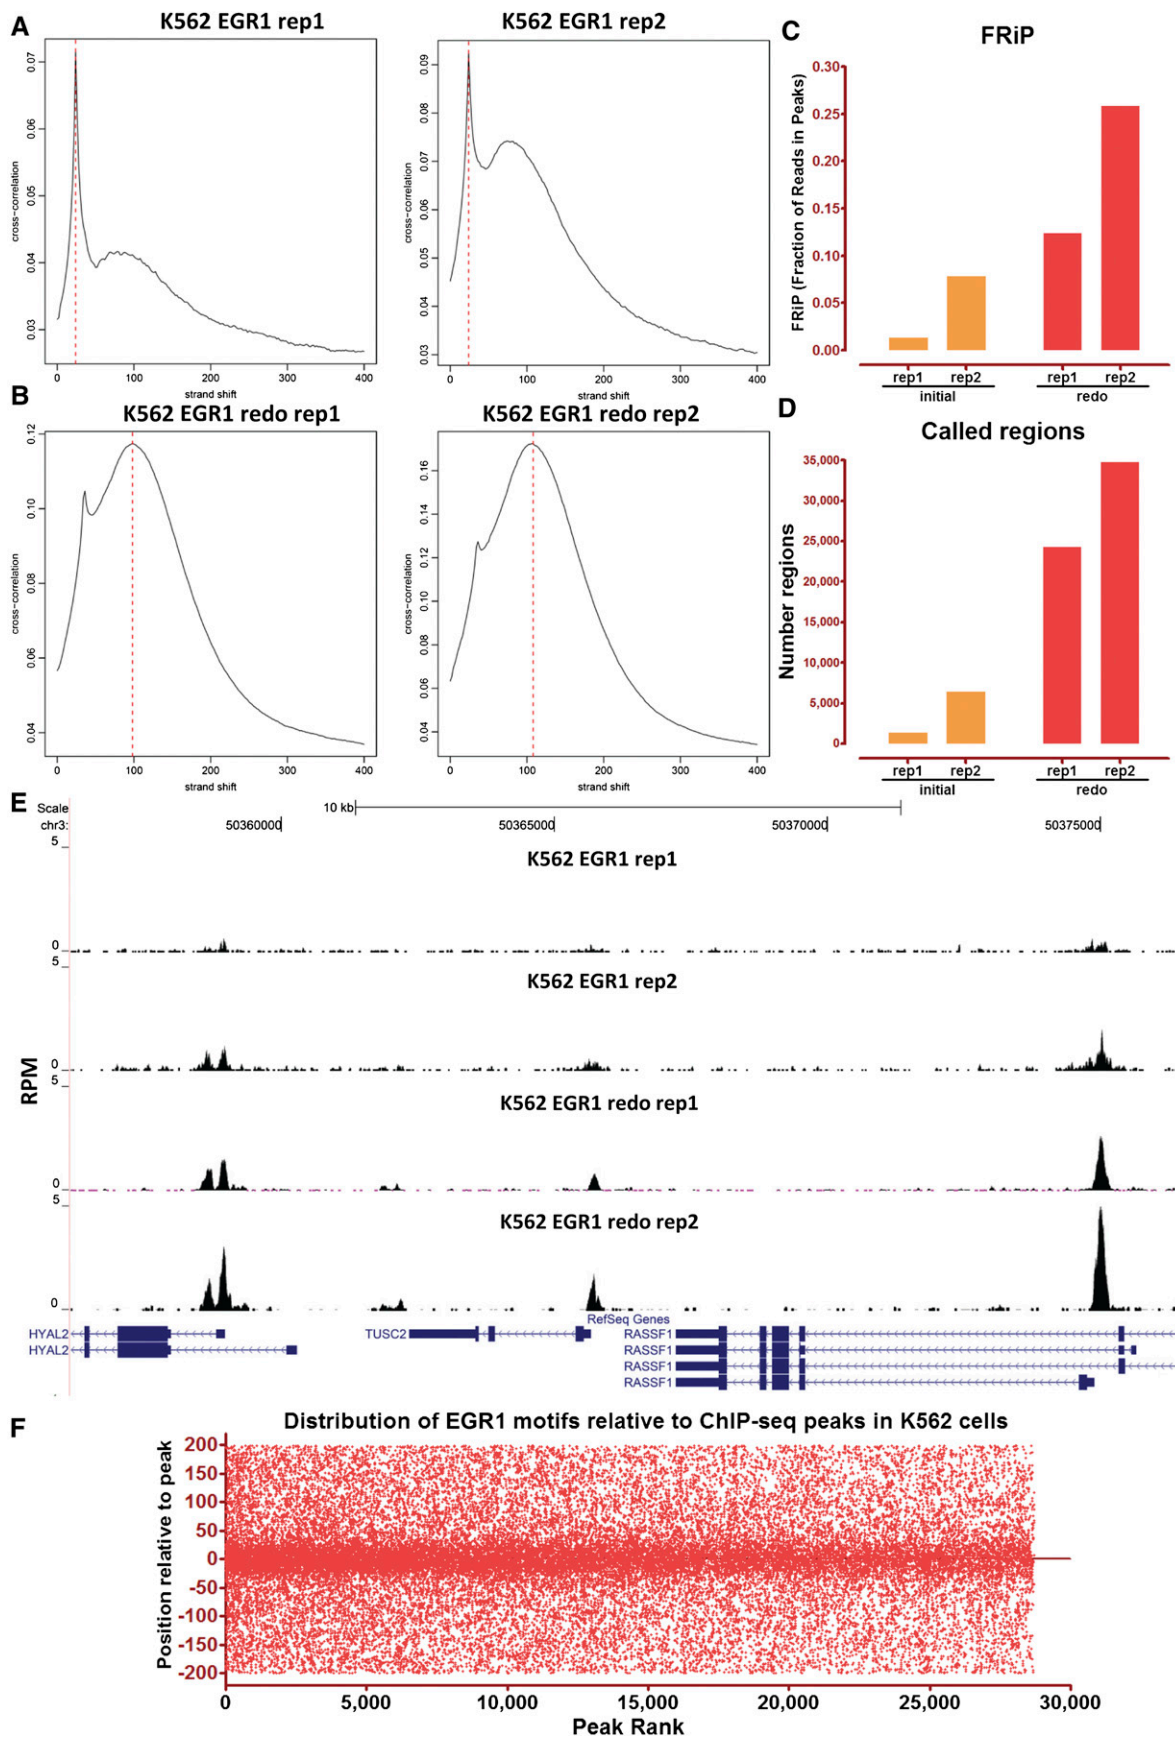 A
K562 EGR1 rep1
cross-correlation
0.03 0.04 0.05 0.06 0.07
0 100 200 300 400
strand shift
K562 EGR1 rep2
cross-correlation
0.03 0.04 0.05 0.06 0.07 0.08 0.09
0 100 200 300 400
strand shift
B
K562 EGR1 redo rep1
cross-correlation
0.04 0.06 0.08 0.10 0.12
0 100 200 300 400
strand shift
K562 EGR1 redo rep2
cross-correlation
0.04 0.06 0.08 0.10 0.12 0.14 0.16
0 100 200 300 400
strand shift
C
FRiP
FRiP (Fraction of Reads in Peaks)
0.30
0.25
0.20
0.15
0.10
0.05
0.00
rep1 rep2 rep1 rep2
initial redo
D
Called regions
Number regions
35,000
30,000
25,000
20,000
15,000
10,000
5,000
0
rep1 rep2 rep1 rep2
initial redo
E
Scale 10 kb
chr3: 50360000 50365000 50370000 50375000
5
K562 EGR1 rep1
0
5
K562 EGR1 rep2
0
5
RPM
K562 EGR1 redo rep1
0
5
K562 EGR1 redo rep2
0
RefSeq Genes
HYAL2 TUSC2 RASSF1
HYAL2 RASSF1
RASSF1
RASSF1
F
Distribution of EGR1 motifs relative to ChIP-seq peaks in K562 cells
Position relative to peak
200
150
100
50
0
-50
-100
-150
-200
0 5,000 10,000 15,000 20,000 25,000 30,000
Peak Rank